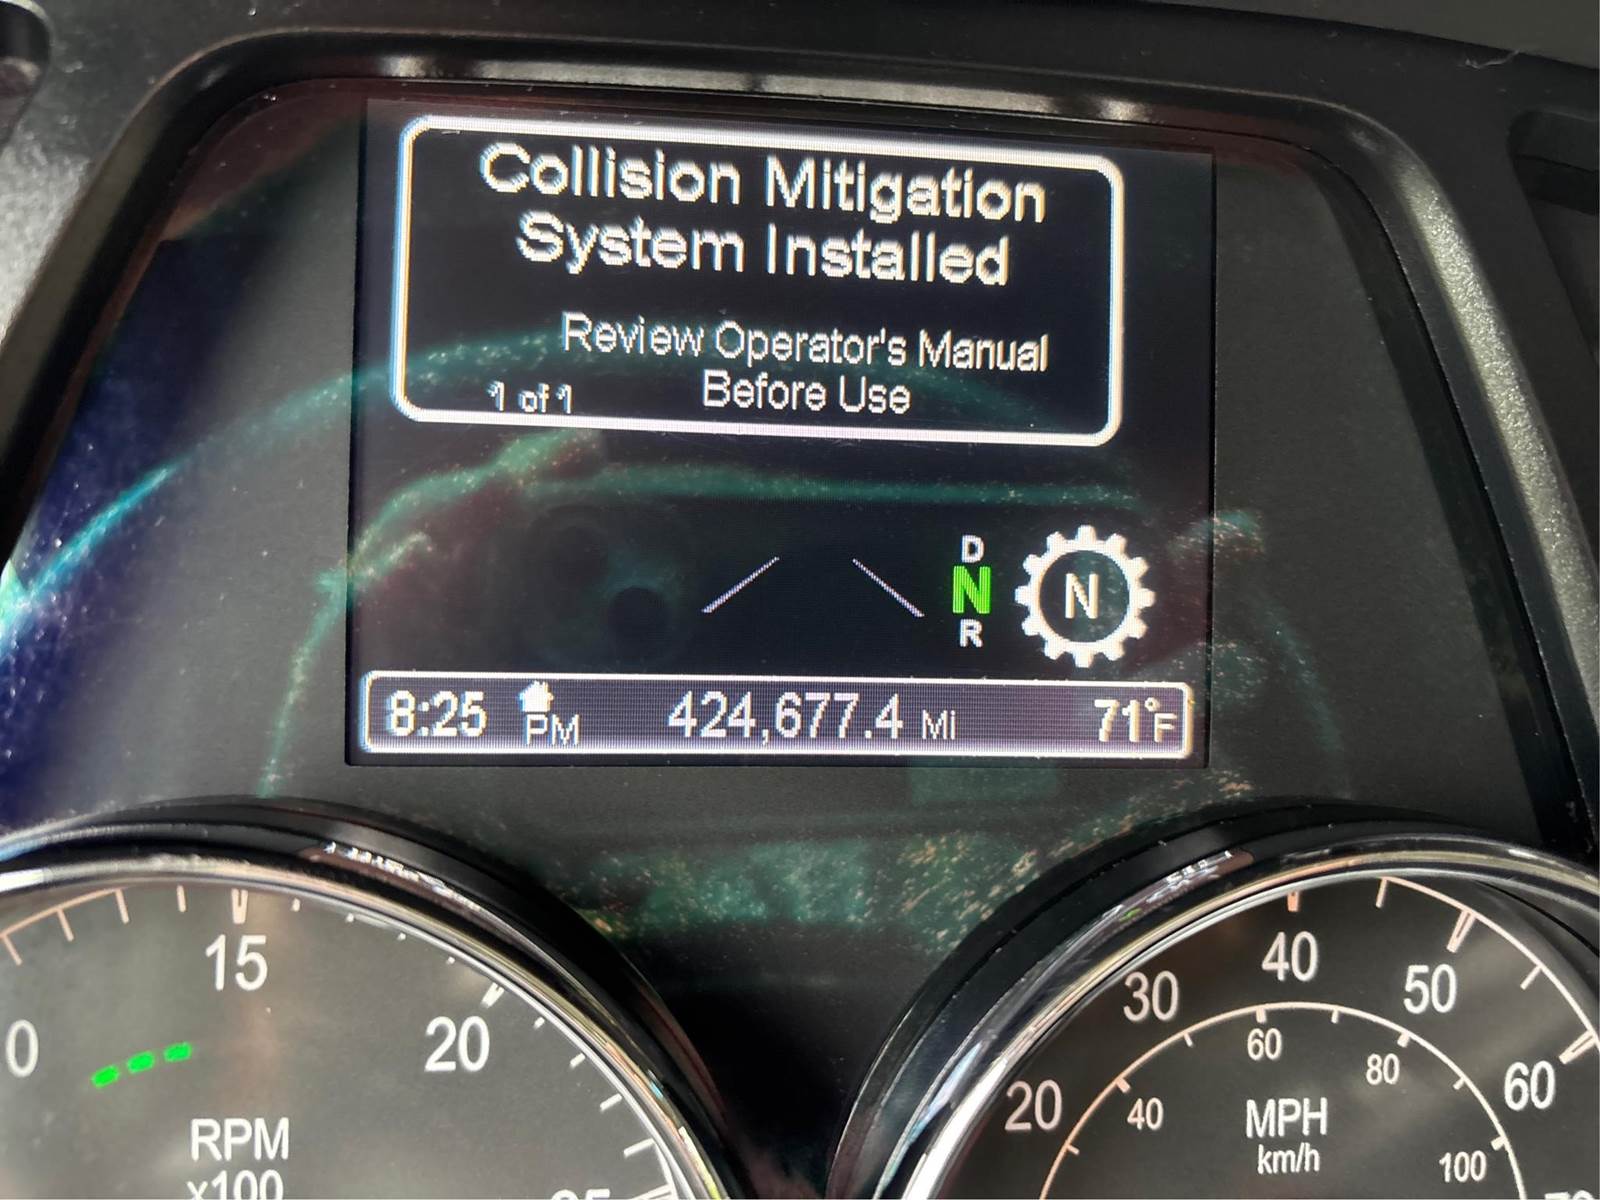 Collision Mitigation
System Installed
Review Operator's Manual
1 of 1 Before Use
D
N
R
N
8:25 PM 424,677.4 Mi 71°F
0
15
20
RPM
x100
20
30
40
50
60
40
60
80
100
MPH
km/h